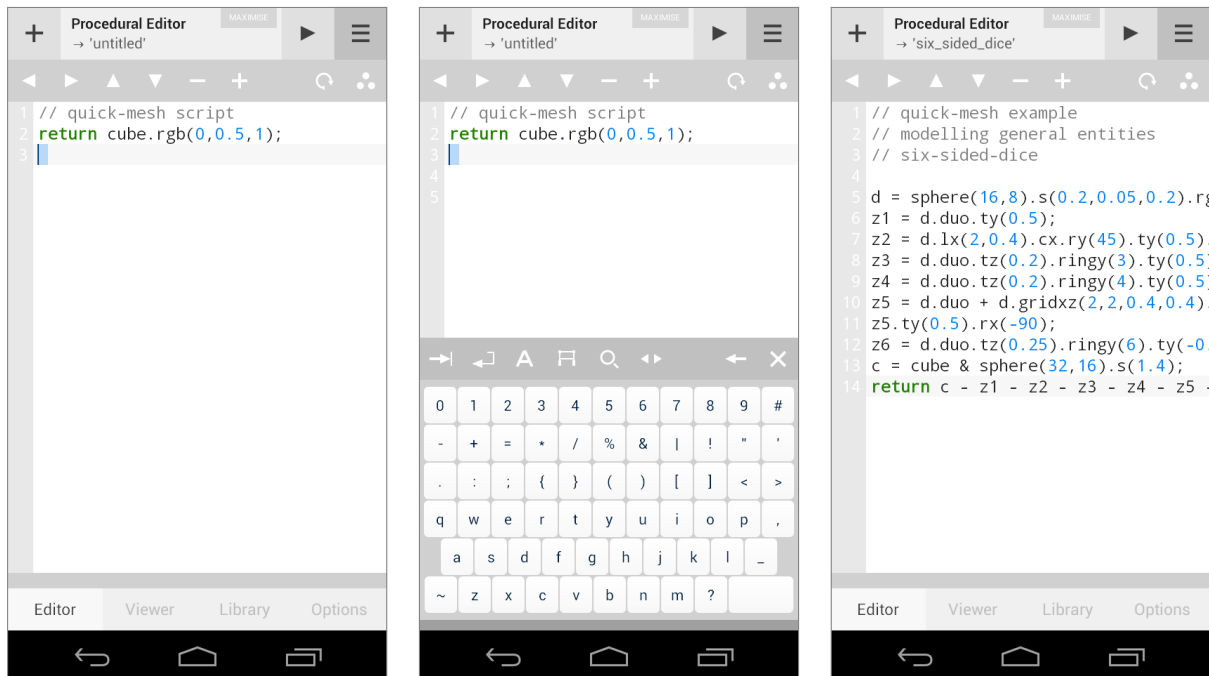 Procedural Editor
MAXIMISE
→ 'untitled'
1 // quick-mesh script
2 return cube.rgb(0,0.5,1);
3
Editor Viewer Library Options
Procedural Editor
MAXIMISE
→ 'untitled'
1 // quick-mesh script
2 return cube.rgb(0,0.5,1);
3
4
5
A
0 1 2 3 4 5 6 7 8 9 #
- + = * / % & | ! " '
. : ; { } ( ) [ ] < >
q w e r t y u i o p ,
a s d f g h j k l _
~ z x c v b n m ?
Procedural Editor
MAXIMISE
→ 'six_sided_dice'
1 // quick-mesh example
2 // modelling general entities
3 // six-sided-dice
4
5 d = sphere(16,8).s(0.2,0.05,0.2).rg
6 z1 = d.duo.ty(0.5);
7 z2 = d.lx(2,0.4).cx.ry(45).ty(0.5).
8 z3 = d.duo.tz(0.2).ringy(3).ty(0.5)
9 z4 = d.duo.tz(0.2).ringy(4).ty(0.5)
10 z5 = d.duo + d.gridxz(2,2,0.4,0.4).
11 z5.ty(0.5).rx(-90);
12 z6 = d.duo.tz(0.25).ringy(6).ty(-0.
13 c = cube & sphere(32,16).s(1.4);
14 return c - z1 - z2 - z3 - z4 - z5 -
Editor Viewer Library Options